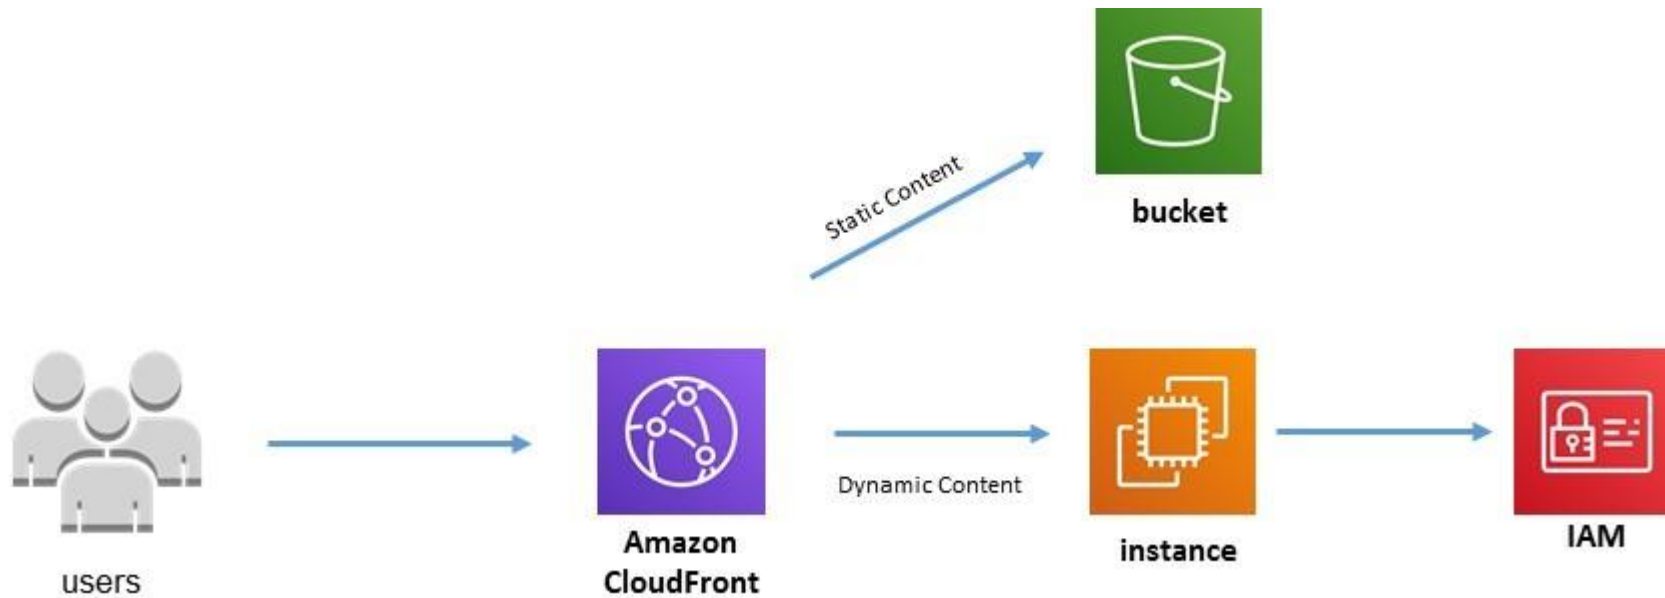 Static Content
bucket
Dynamic Content
users
Amazon
CloudFront
instance
IAM